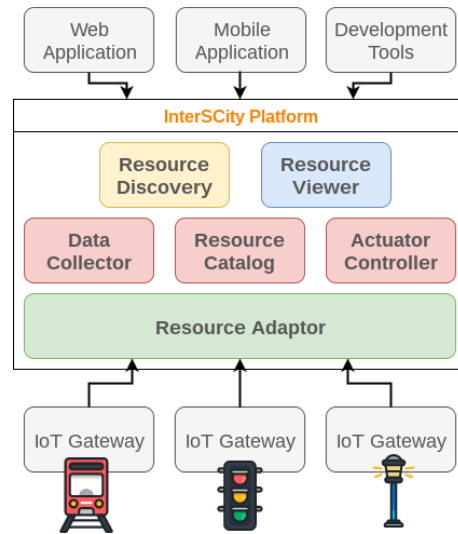 Web
Application
Mobile
Application
Development
Tools
InterSCity Platform
Resource
Discovery
Resource
Viewer
Data
Collector
Resource
Catalog
Actuator
Controller
Resource Adaptor
IoT Gateway
IoT Gateway
IoT Gateway